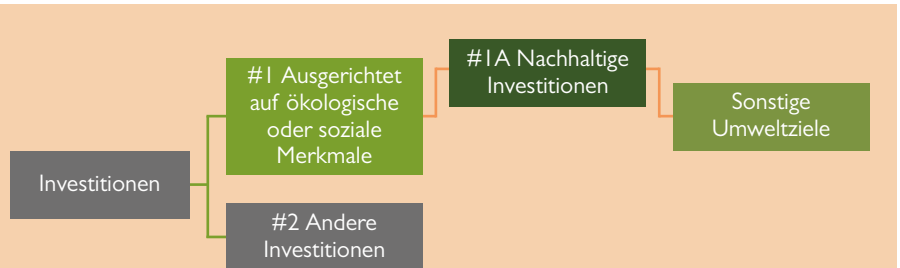 Investitionen
#1 Ausgerichtet
auf ökologische
oder soziale
Merkmale
#2 Andere
Investitionen
#1A Nachhaltige
Investitionen
Sonstige
Umweltziele